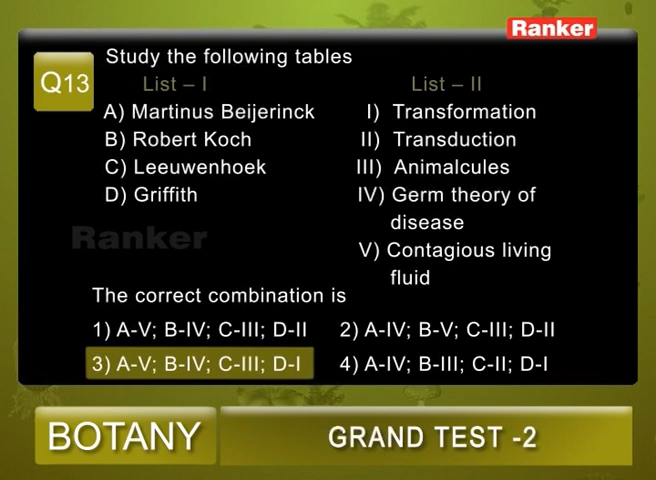 Ranker
Q13
Study the following tables
List – I
List – II
A) Martinus Beijerinck
I) Transformation
B) Robert Koch
II) Transduction
C) Leeuwenhoek
III) Animalcules
D) Griffith
IV) Germ theory of
disease
Ranker
V) Contagious living
fluid
The correct combination is
1) A-V; B-IV; C-III; D-II
2) A-IV; B-V; C-III; D-II
3) A-V; B-IV; C-III; D-I
4) A-IV; B-III; C-II; D-I
BOTANY
GRAND TEST -2